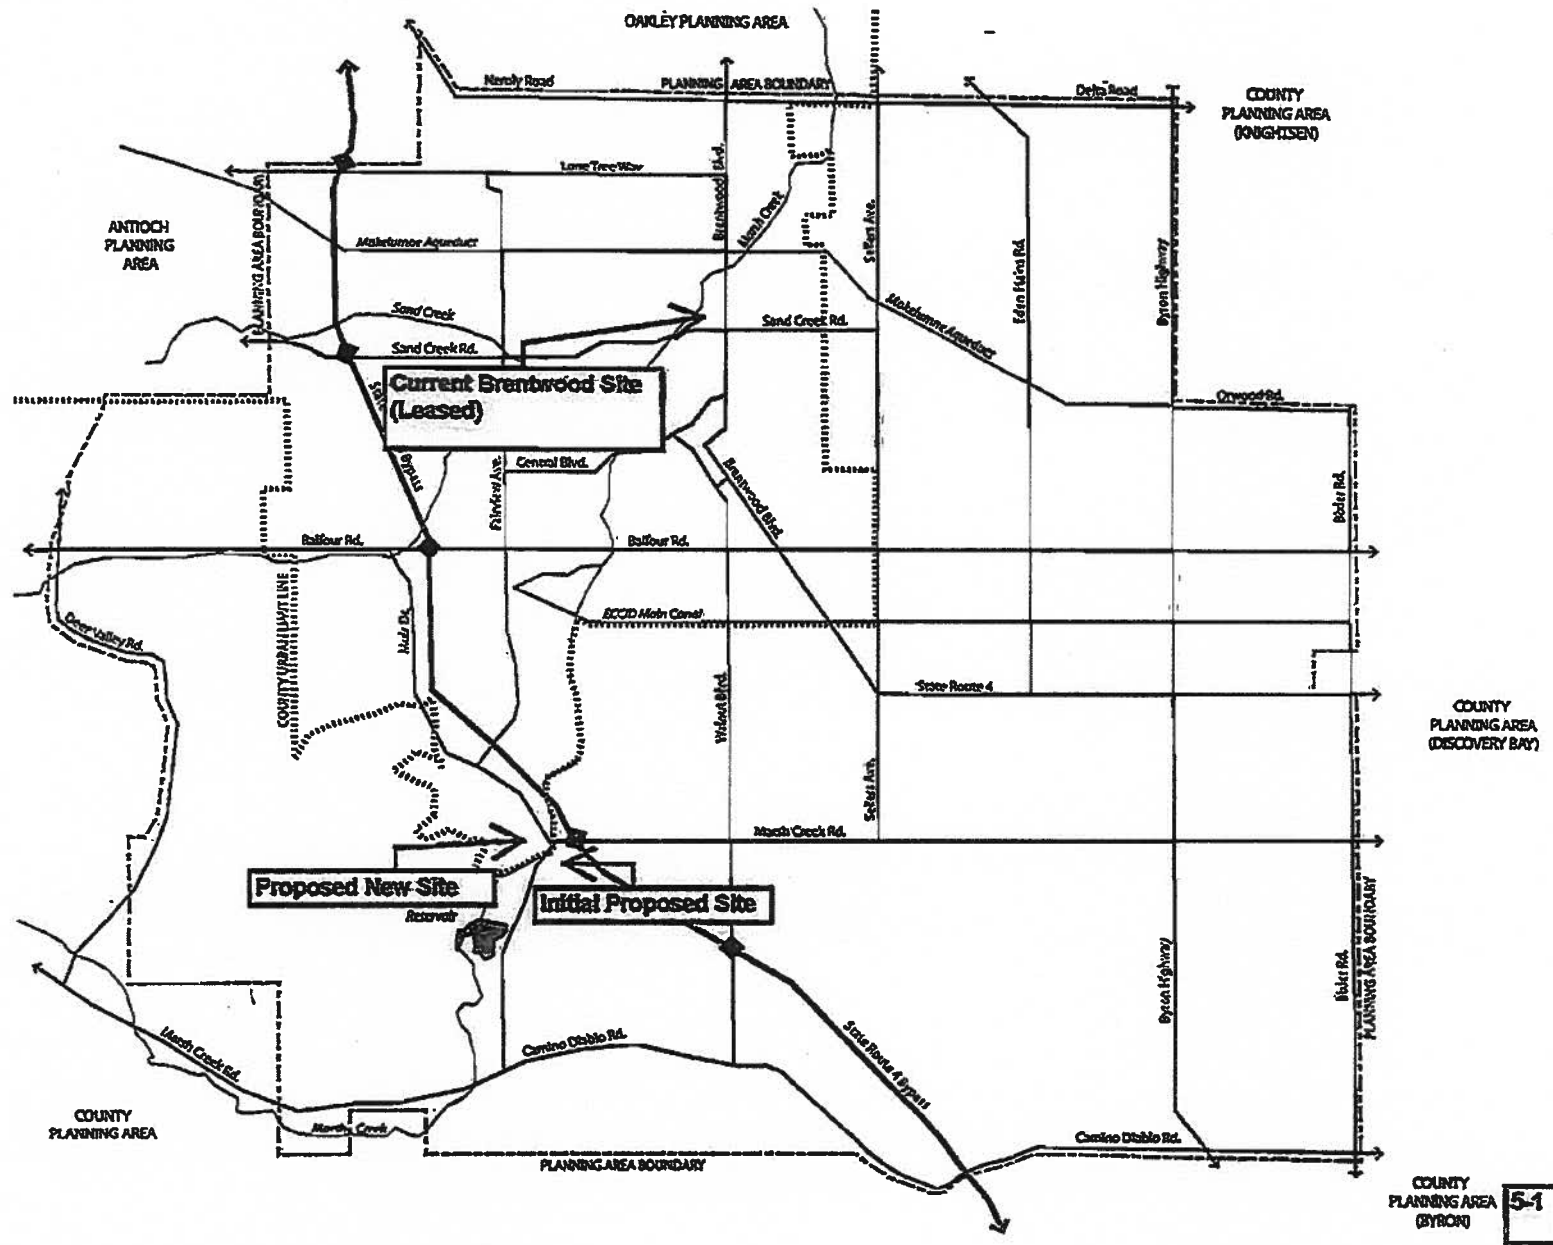 OAKLEY PLANNING AREA
Neroly Road
PLANNING AREA BOUNDARY
Delta Road
COUNTY
PLANNING AREA
(KNIGHTSEN)
Lone Tree Way
Brentwood Blvd.
Marsh Creek
Sellers Ave.
ANTIOCH
PLANNING
AREA
PLANNING AREA BOUNDARY
Mokelumne Aqueduct
Byron Highway
Mokelumne Aqueduct
Sand Creek
Sand Creek Rd.
Sand Creek Rd.
Current Brentwood Site
(Leased)
Bypass
Orwood Rd.
Central Blvd.
Fairview Ave.
Brentwood Blvd.
Bixler Rd.
Balfour Rd.
Balfour Rd.
COUNTY URBAN LIMIT LINE
ECCID Main Canal
Deer Valley Rd.
State Route 4
Walnut Blvd.
COUNTY
PLANNING AREA
(DISCOVERY BAY)
Sellers Ave.
Marsh Creek Rd.
Proposed New Site
Initial Proposed Site
Reservoir
Byron Highway
Bixler Rd.
PLANNING AREA BOUNDARY
Marsh Creek Rd.
Camino Diablo Rd.
State Route 4 Bypass
COUNTY
PLANNING AREA
Marsh Creek
Camino Diablo Rd.
PLANNING AREA BOUNDARY
COUNTY
PLANNING AREA
(BYRON)
5-1